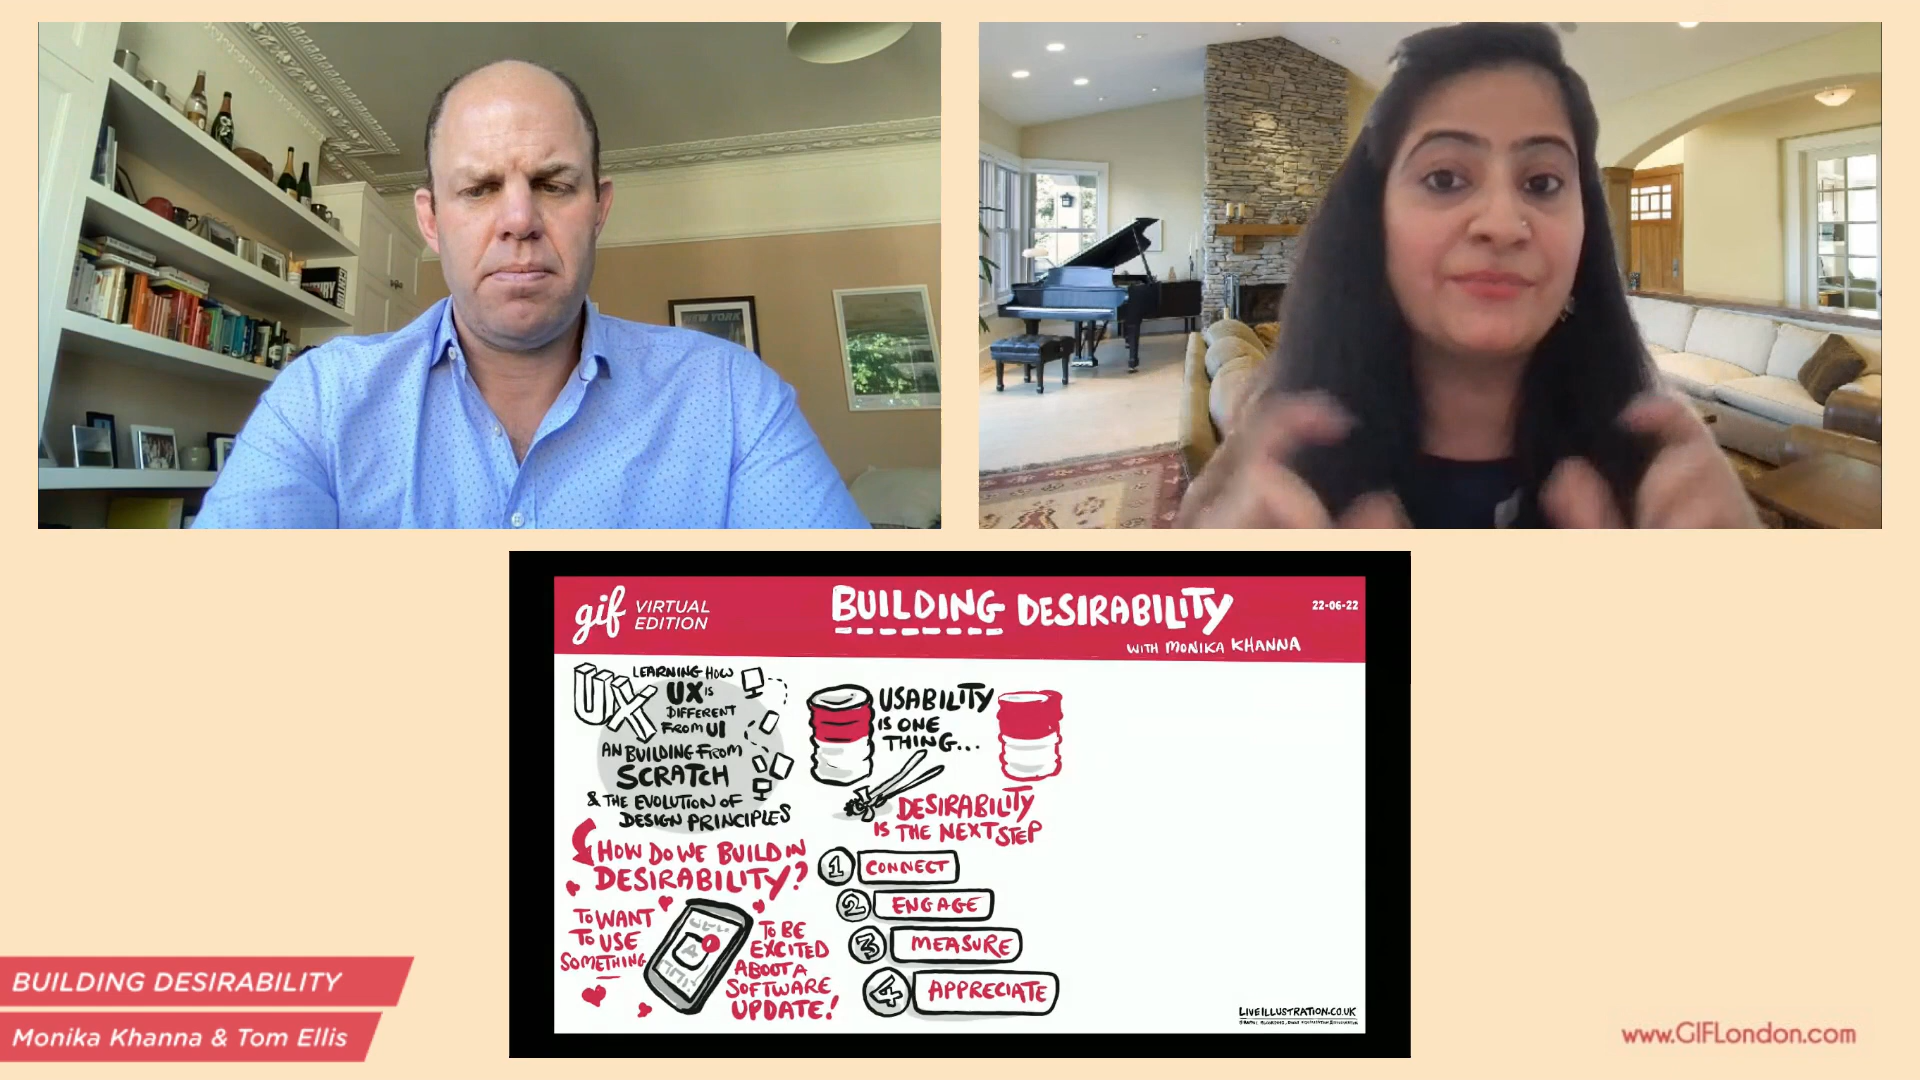 NEW YORK
gif VIRTUAL
EDITION
BUILDING DESIRABILITY
WITH MONIKA KHANNA
22-06-22
UX
LEARNING HOW
UX IS
DIFFERENT
FROM UI
AN BUILDING FROM
SCRATCH
& THE EVOLUTION OF
DESIGN PRINCIPLES
HOW DO WE BUILD IN
DESIRABILITY?
TO WANT
TO USE
SOMETHING
TO BE
EXCITED
ABOUT A
SOFTWARE
UPDATE!
USABILITY
IS ONE
THING...
DESIRABILITY
IS THE NEXT STEP
1 CONNECT
2 ENGAGE
3 MEASURE
4 APPRECIATE
LIVEILLUSTRATION.CO.UK
BUILDING DESIRABILITY
Monika Khanna & Tom Ellis
www.GIFLondon.com